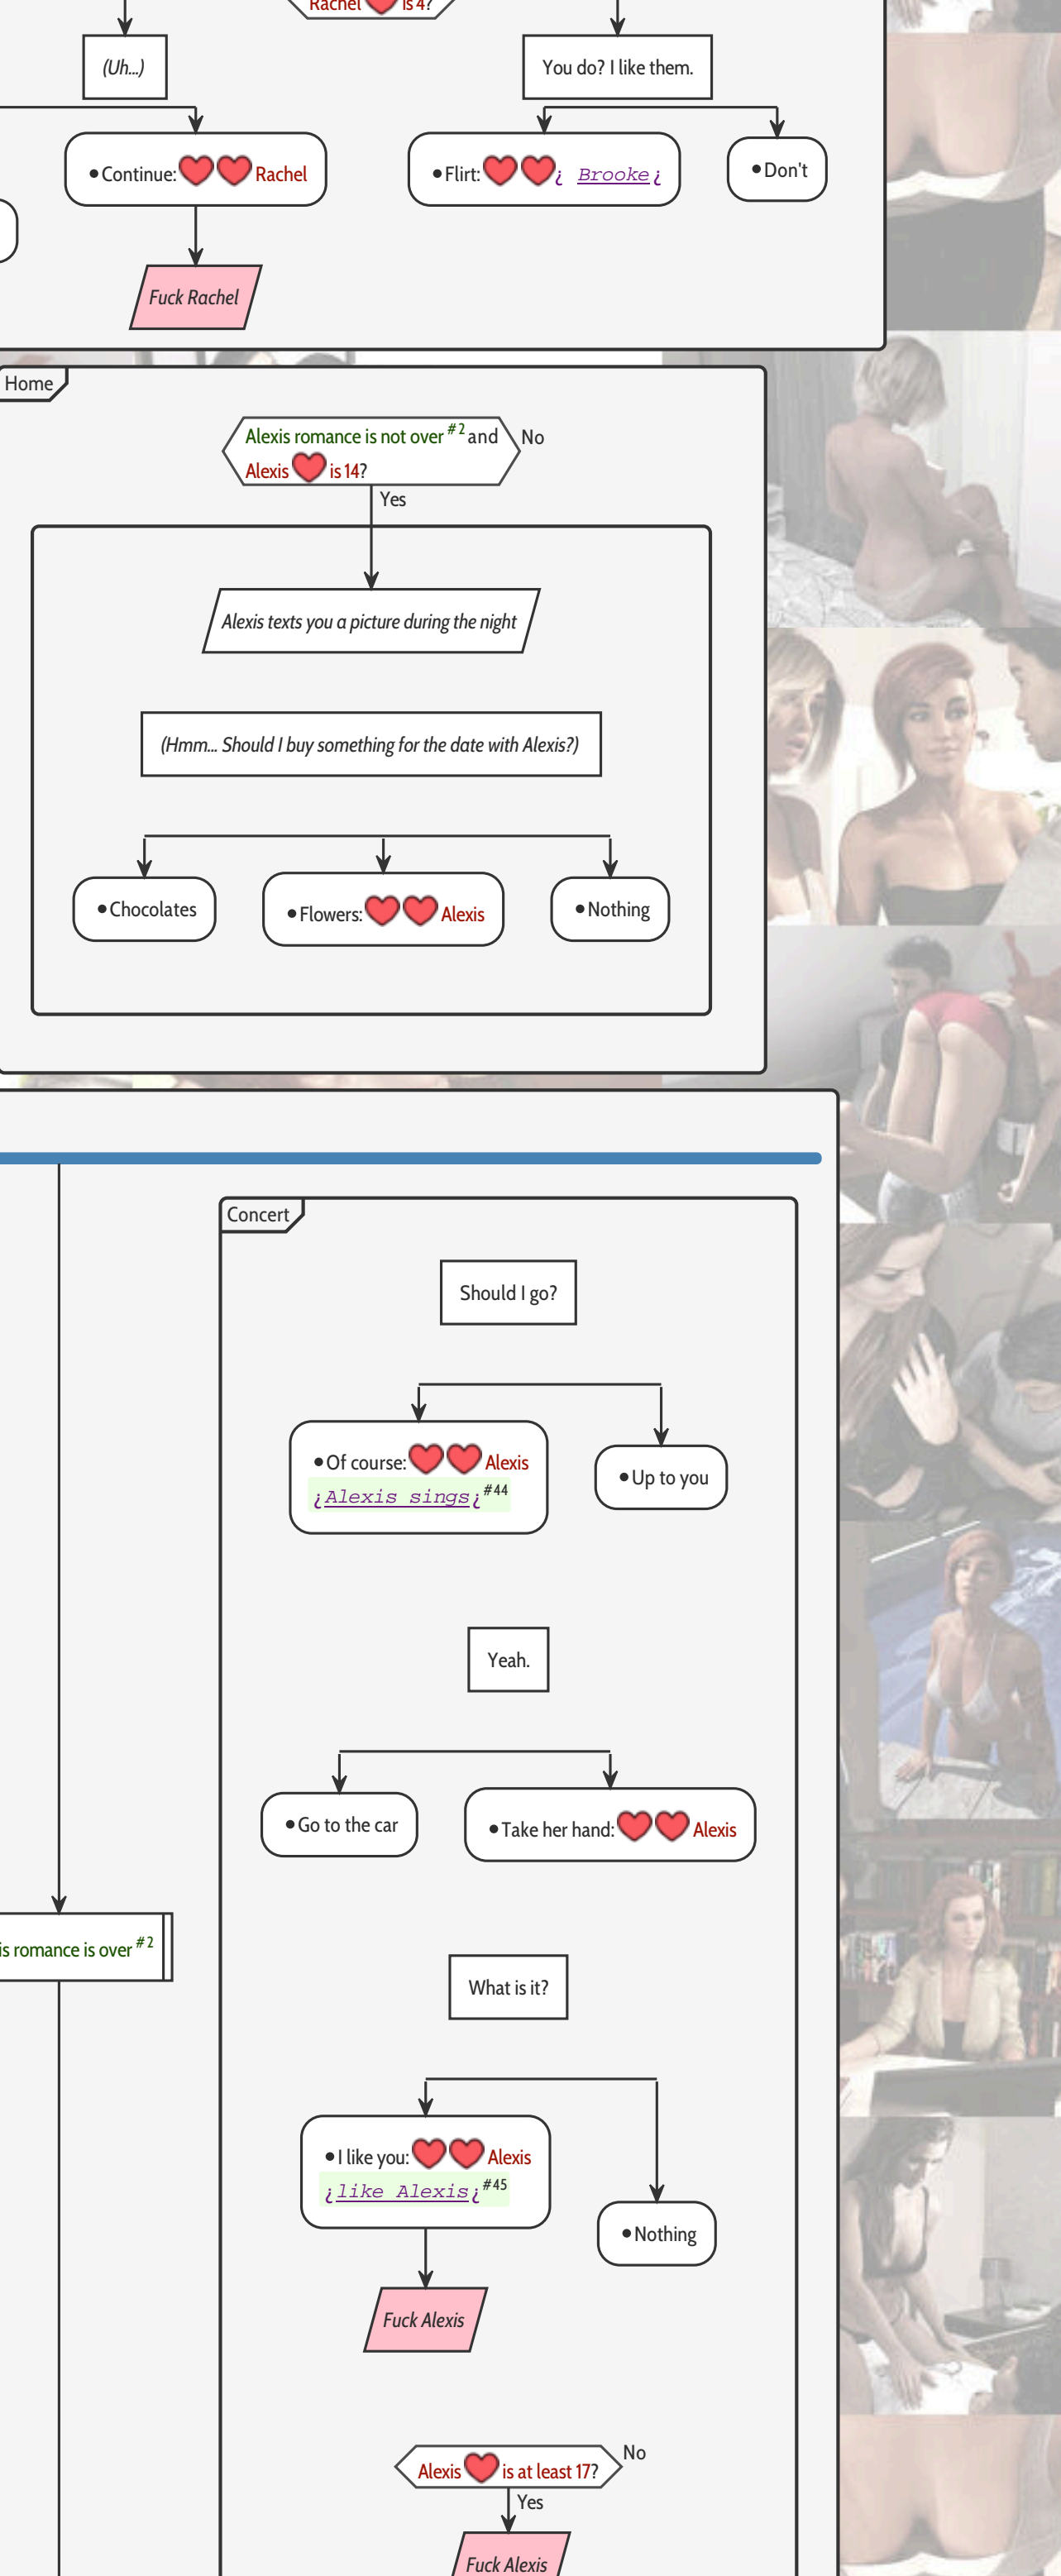 Rachel is 4?
(Uh...)
You do? I like them.
•Continue: Rachel
•Flirt: ¿ Brooke¿
•Don't
Fuck Rachel
Home
Alexis romance is not over #2 and
Alexis is 14?
No
Yes
Alexis texts you a picture during the night
(Hmm... Should I buy something for the date with Alexis?)
•Chocolates
•Flowers: Alexis
•Nothing
Concert
Should I go?
•Of course: Alexis
¿Alexis sings¿#44
•Up to you
Yeah.
•Go to the car
•Take her hand: Alexis
is romance is over #2
What is it?
•I like you: Alexis
¿like Alexis¿#45
•Nothing
Fuck Alexis
Alexis is at least 17?
No
Yes
Fuck Alexis